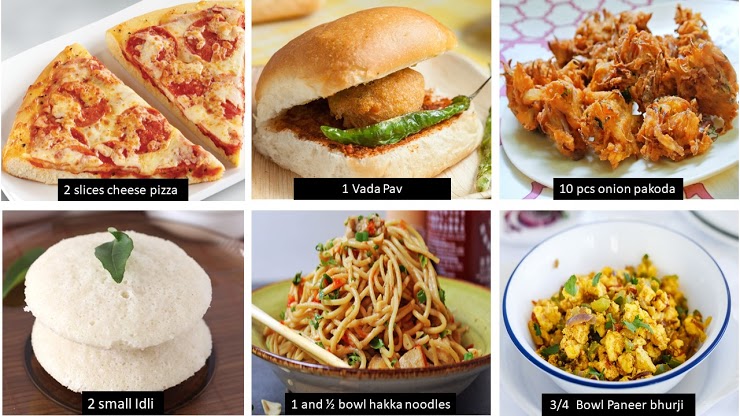 2 slices cheese pizza
1 Vada Pav
10 pcs onion pakoda
2 small Idli
1 and ½ bowl hakka noodles
3/4 Bowl Paneer bhurji